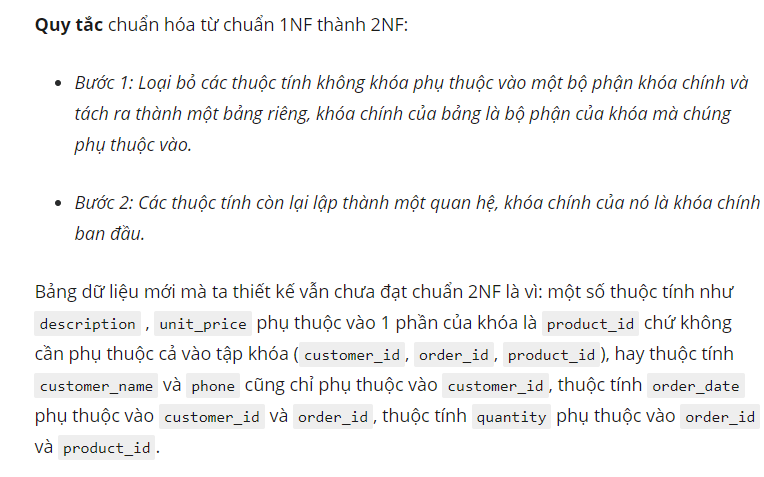 Quy tắc chuẩn hóa từ chuẩn 1NF thành 2NF:
Bước 1: Loại bỏ các thuộc tính không khóa phụ thuộc vào một bộ phận khóa chính và
tách ra thành một bảng riêng, khóa chính của bảng là bộ phận của khóa mà chúng
phụ thuộc vào.
Bước 2: Các thuộc tính còn lại lập thành một quan hệ, khóa chính của nó là khóa chính
ban đầu.
Bảng dữ liệu mới mà ta thiết kế vẫn chưa đạt chuẩn 2NF là vì: một số thuộc tính như
description , unit_price phụ thuộc vào 1 phần của khóa là product_id chứ không
cần phụ thuộc cả vào tập khóa ( customer_id , order_id , product_id ), hay thuộc tính
customer_name và phone cũng chỉ phụ thuộc vào customer_id , thuộc tính order_date
phụ thuộc vào customer_id và order_id , thuộc tính quantity phụ thuộc vào order_id
và product_id .